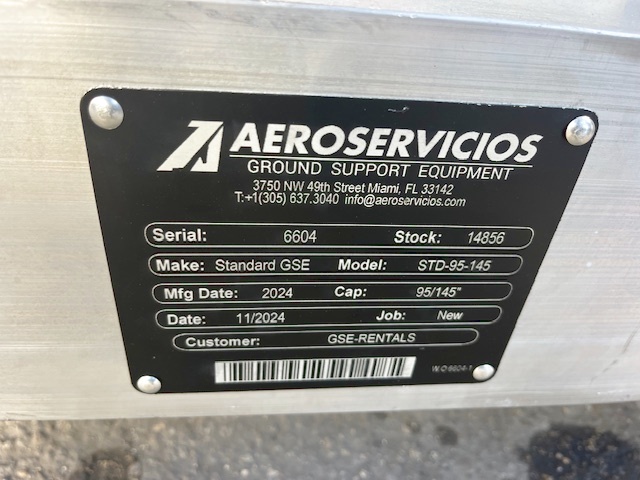 AEROSERVICIOS
GROUND SUPPORT EQUIPMENT
3750 NW 49th Street Miami, FL 33142
T:+1(305) 637.3040 info@aeroservicios.com
Serial: 6604 Stock: 14856
Make: Standard GSE Model: STD-95-145
Mfg Date: 2024 Cap: 95/145"
Date: 11/2024 Job: New
Customer: GSE-RENTALS
W.O 6604-1